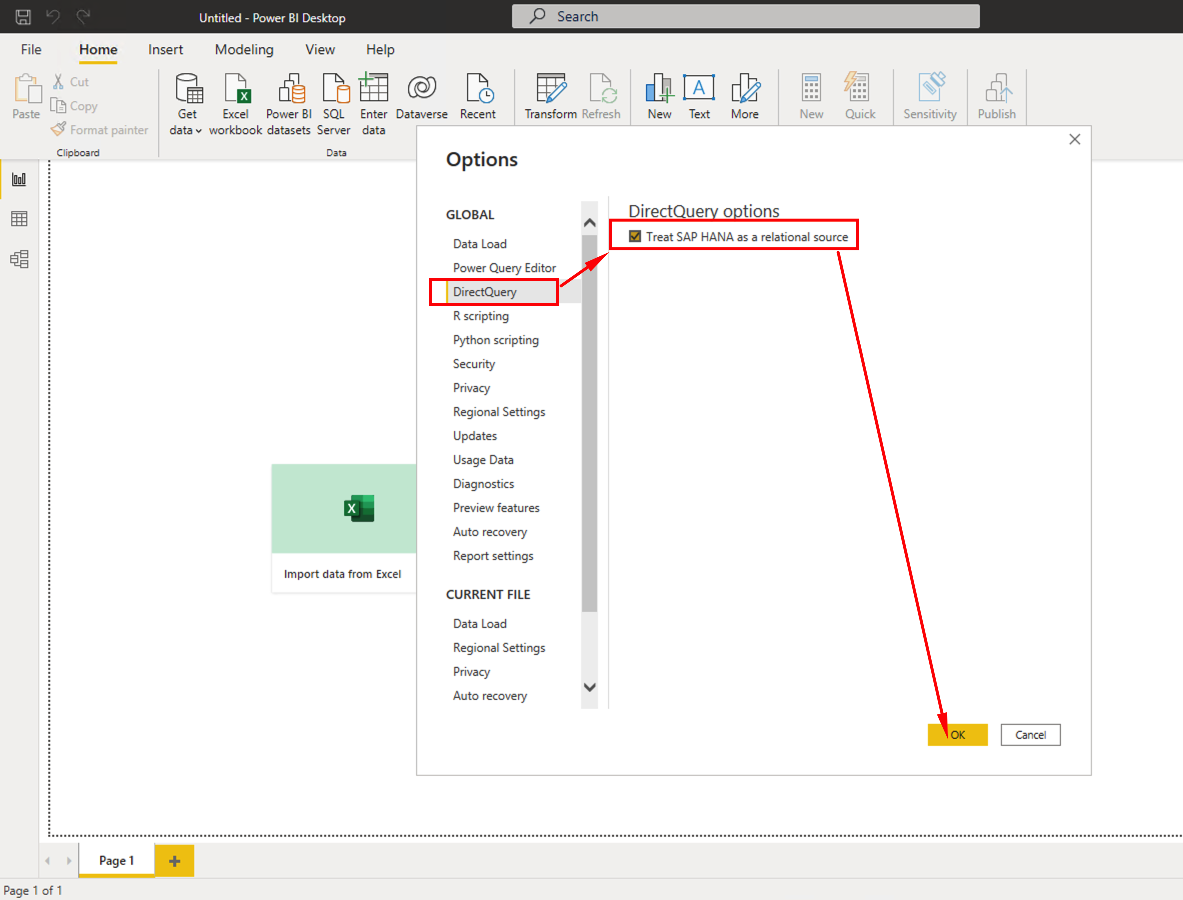 Untitled - Power BI Desktop
Search
File Home Insert Modeling View Help
Paste
Cut
Copy
Format painter
Clipboard
Get data
Excel workbook
Power BI datasets
SQL Server
Enter data
Dataverse
Recent
Data
Transform
Refresh
New
Text
A
More
New
Quick
Sensitivity
Publish
Options
GLOBAL
Data Load
Power Query Editor
DirectQuery
R scripting
Python scripting
Security
Privacy
Regional Settings
Updates
Usage Data
Diagnostics
Preview features
Auto recovery
Report settings
CURRENT FILE
Data Load
Regional Settings
Privacy
Auto recovery
DirectQuery options
Treat SAP HANA as a relational source
OK
Cancel
X
Import data from Excel
Page 1
Page 1 of 1